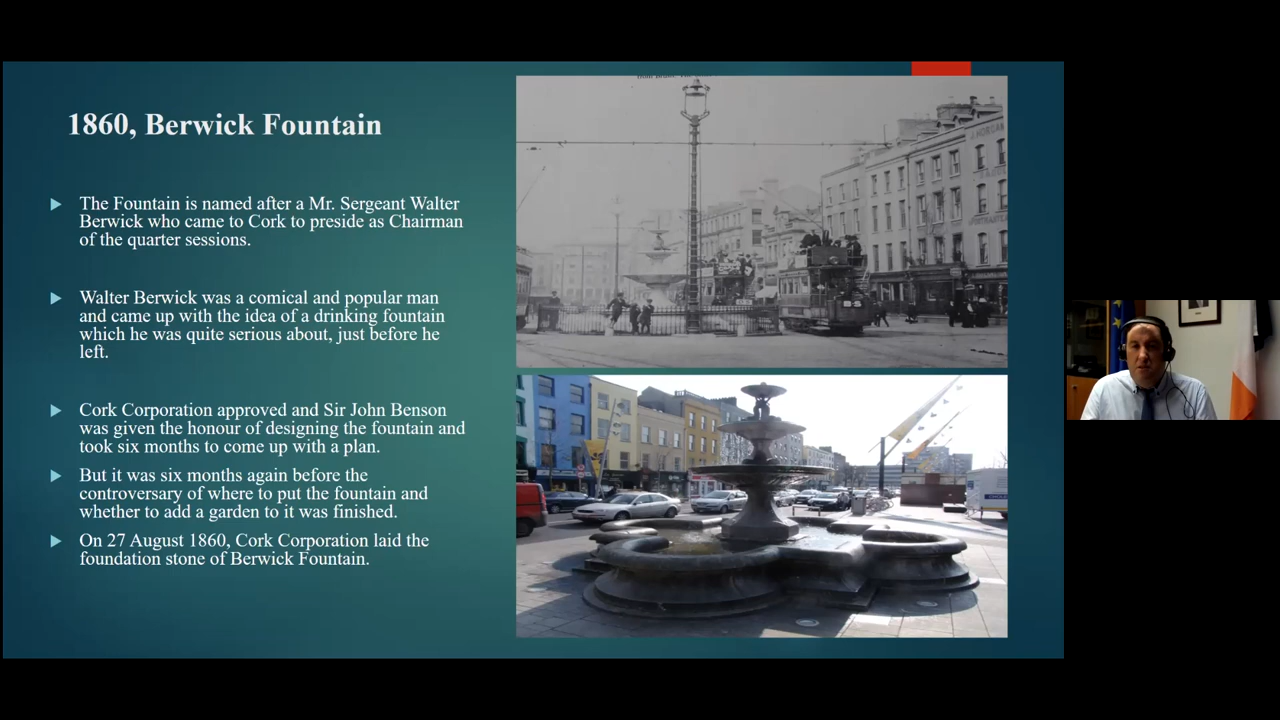 1860, Berwick Fountain
The Fountain is named after a Mr. Sergeant Walter
Berwick who came to Cork to preside as Chairman
of the quarter sessions.
Walter Berwick was a comical and popular man
and came up with the idea of a drinking fountain
which he was quite serious about, just before he
left.
Cork Corporation approved and Sir John Benson
was given the honour of designing the fountain and
took six months to come up with a plan.
But it was six months again before the
controversary of where to put the fountain and
whether to add a garden to it was finished.
On 27 August 1860, Cork Corporation laid the
foundation stone of Berwick Fountain.